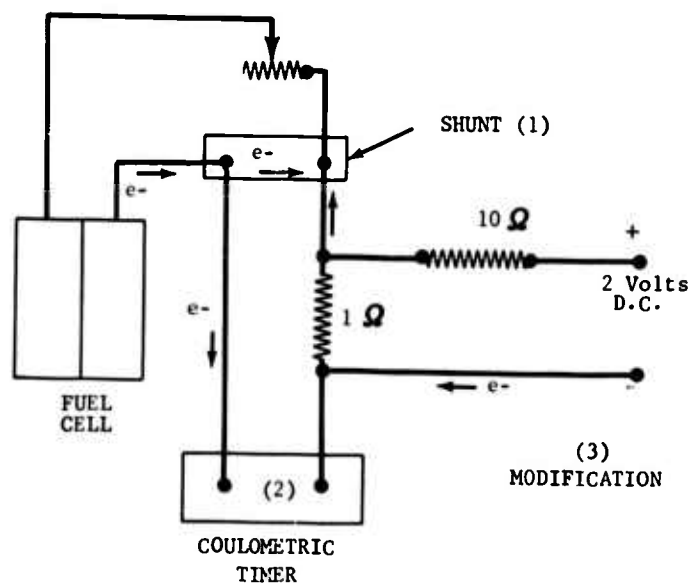 SHUNT (1)
e-
e-
10 Ω
+
2 Volts
D.C.
e-
1 Ω
e-
-
FUEL
CELL
(3)
MODIFICATION
(2)
COULOMETRIC
TIMER